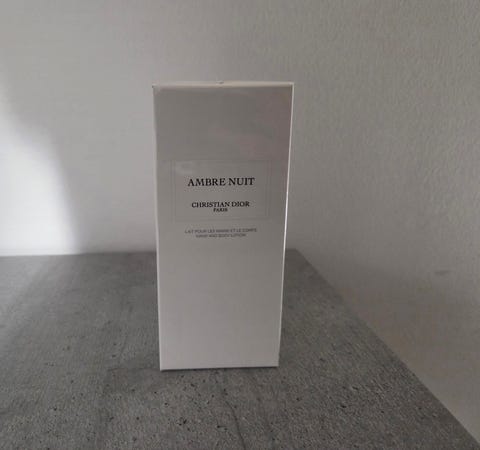 AMBRE NUIT
CHRISTIAN DIOR
PARIS
LAIT POUR LES MAINS ET LE CORPS
HAND AND BODY LOTION